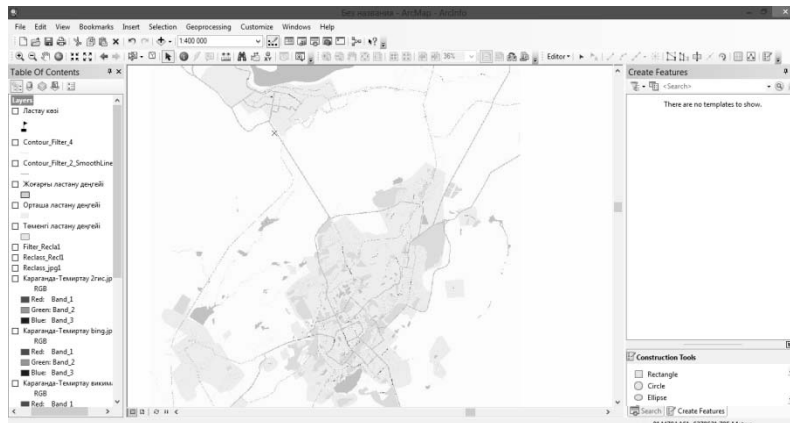 Без названия - ArcMap - ArcInfo
File Edit View Bookmarks Insert Selection Geoprocessing Customize Windows Help
1:400 000
36%
Editor
Table Of Contents
Layers
Ластау көзі
Contour_Filter_4
Contour_Filter_2_SmoothLine
Жоғарғы ластану деңгейі
Орташа ластану деңгейі
Төменгі ластану деңгейі
Filter_Recla1
Reclass_Recl1
Reclass_jpg1
Караганда-Темиртау 2гис.jp
RGB
Red: Band_1
Green: Band_2
Blue: Band_3
Караганда-Темиртау bing.jp
RGB
Red: Band_1
Green: Band_2
Blue: Band_3
Караганда-Темиртау викима
RGB
Red: Band_1
Create Features
<Search>
There are no templates to show.
Construction Tools
Rectangle
Circle
Ellipse
Search Create Features